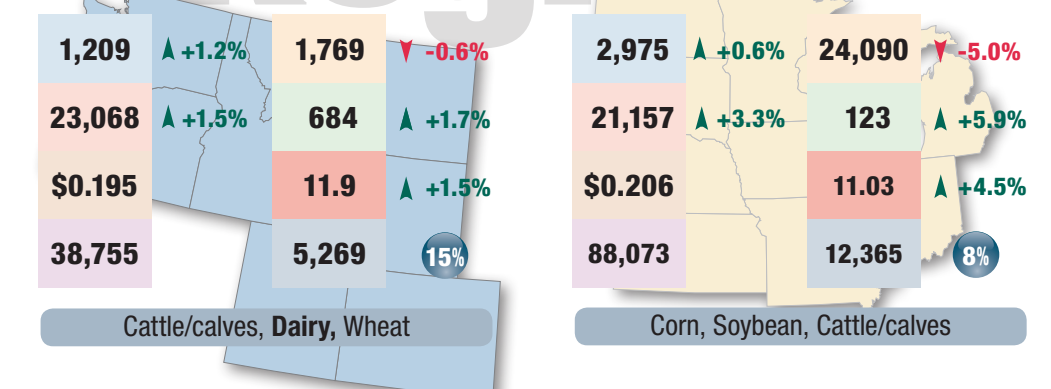 1,209 +1.2% 1,769 -0.6%
23,068 +1.5% 684 +1.7%
$0.195 11.9 +1.5%
38,755 5,269 15%
Cattle/calves, Dairy, Wheat
2,975 +0.6% 24,090 -5.0%
21,157 +3.3% 123 +5.9%
$0.206 11.03 +4.5%
88,073 12,365 8%
Corn, Soybean, Cattle/calves